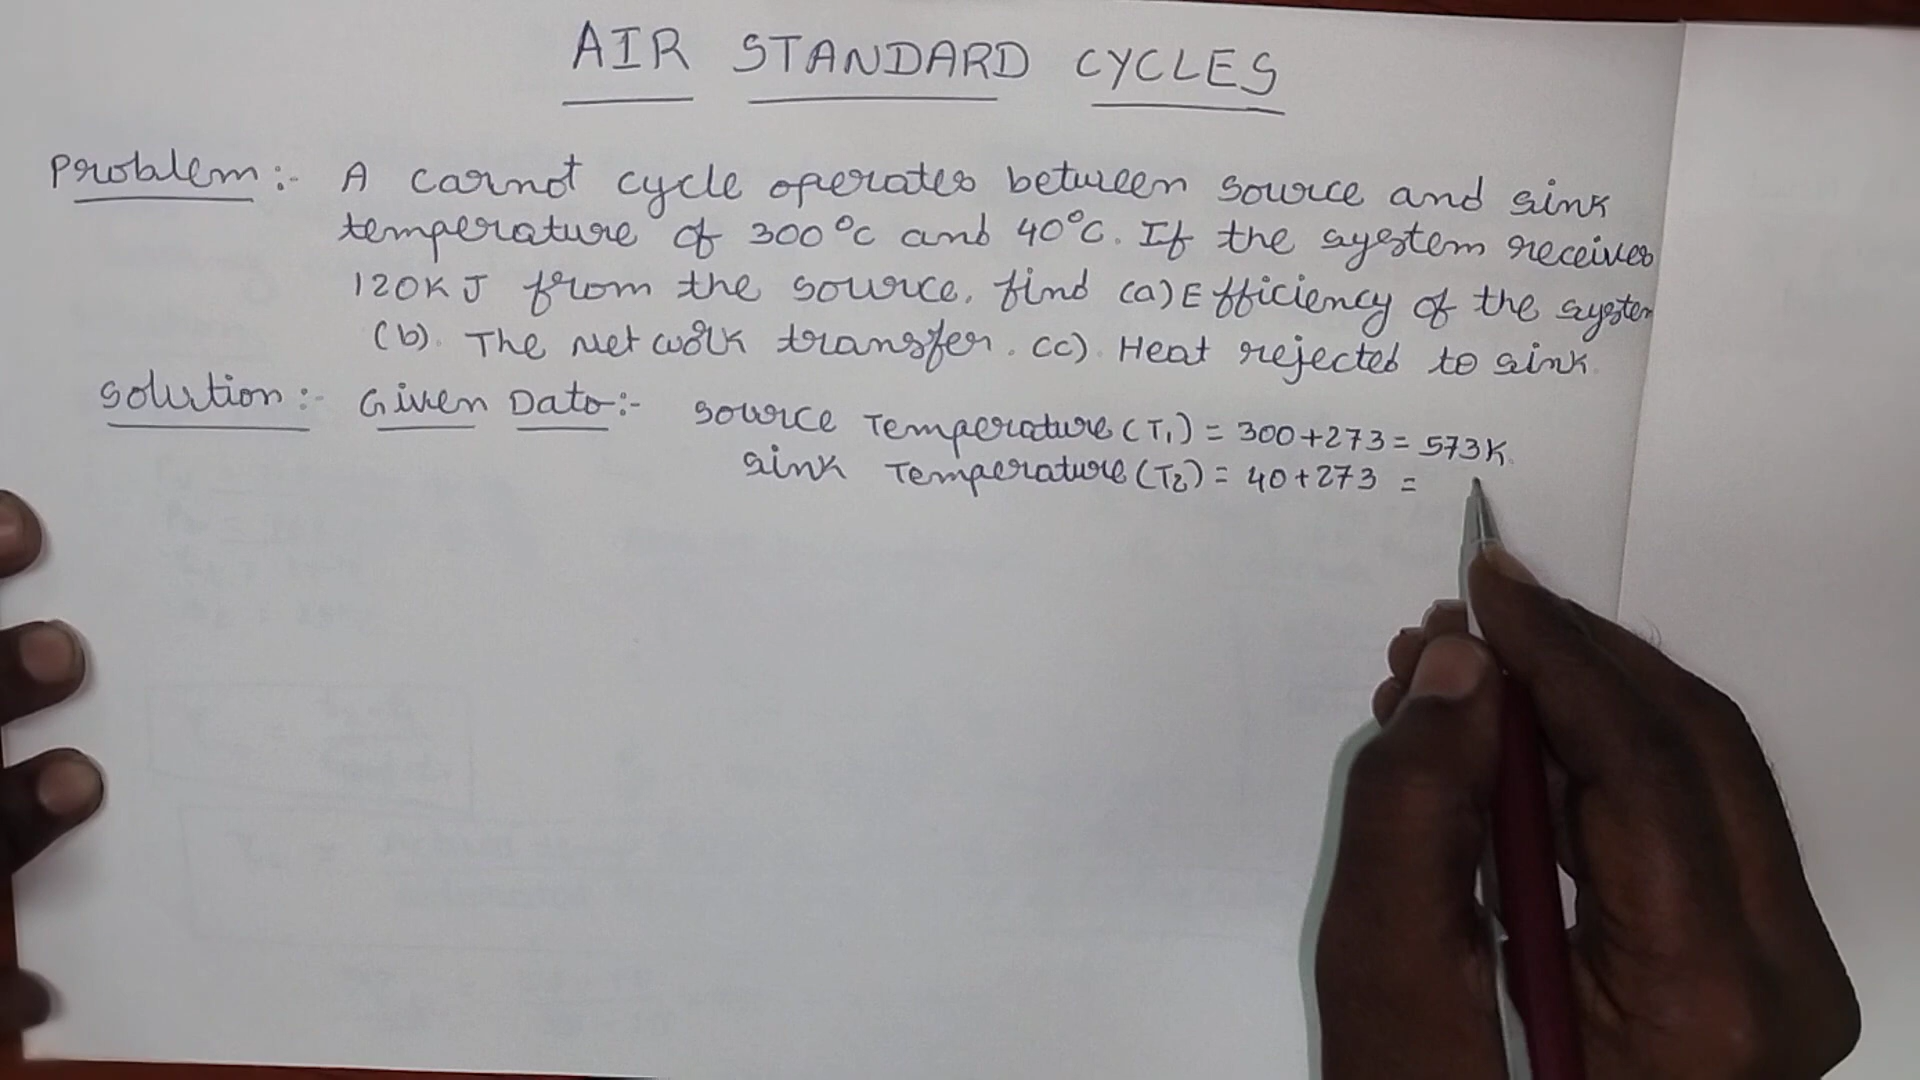 AIR STANDARD CYCLES
Problem:- A carnot cycle operates between source and sink
temperature of 300°c and 40°c. If the system receives
120KJ from the source, find (a) Efficiency of the system
(b). The net work transfer. (c). Heat rejected to sink.
Solution:- Given Data:- Source Temperature (T1) = 300+273 = 573K.
sink Temperature (T2) = 40+273 =